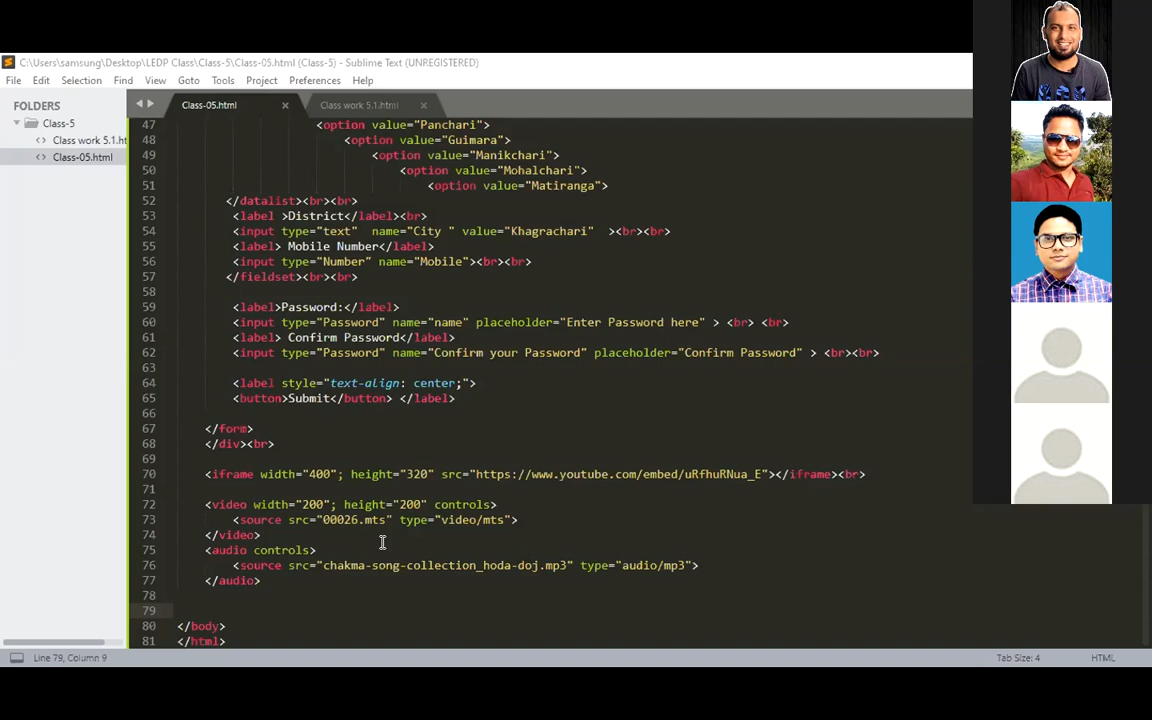 C:\Users\samsung\Desktop\LEDP Class\Class-5\Class-05.html (Class-5) - Sublime Text (UNREGISTERED)
File Edit Selection Find View Goto Tools Project Preferences Help
FOLDERS
Class-5
Class work 5.1.ht
Class-05.html
Class-05.html × Class work 5.1.html ×
47 <option value="Panchari">
48 <option value="Guimara">
49 <option value="Manikchari">
50 <option value="Mohalchari">
51 <option value="Matiranga">
52 </datalist><br><br>
53 <label >District</label><br>
54 <input type="text"  name="City " value="Khagrachari"  ><br><br>
55 <label> Mobile Number</label>
56 <input type="Number" name="Mobile"><br><br>
57 </fieldset><br><br>
58
59 <label>Password:</label>
60 <input type="Password" name="name" placeholder="Enter Password here" > <br> <br>
61 <label> Confirm Password</label>
62 <input type="Password" name="Confirm your Password" placeholder="Confirm Password" > <br><br>
63
64 <label style="text-align: center;">
65 <button>Submit</button> </label>
66
67 </form>
68 </div><br>
69
70 <iframe width="400"; height="320" src="https://www.youtube.com/embed/uRfhuRNua_E"></iframe><br>
71
72 <video width="200"; height="200" controls>
73 <source src="00026.mts" type="video/mts">
74 </video>
75 <audio controls>
76 <source src="chakma-song-collection_hoda-doj.mp3" type="audio/mp3">
77 </audio>
78
79
80 </body>
81 </html>
Line 79, Column 9
Tab Size: 4
HTML